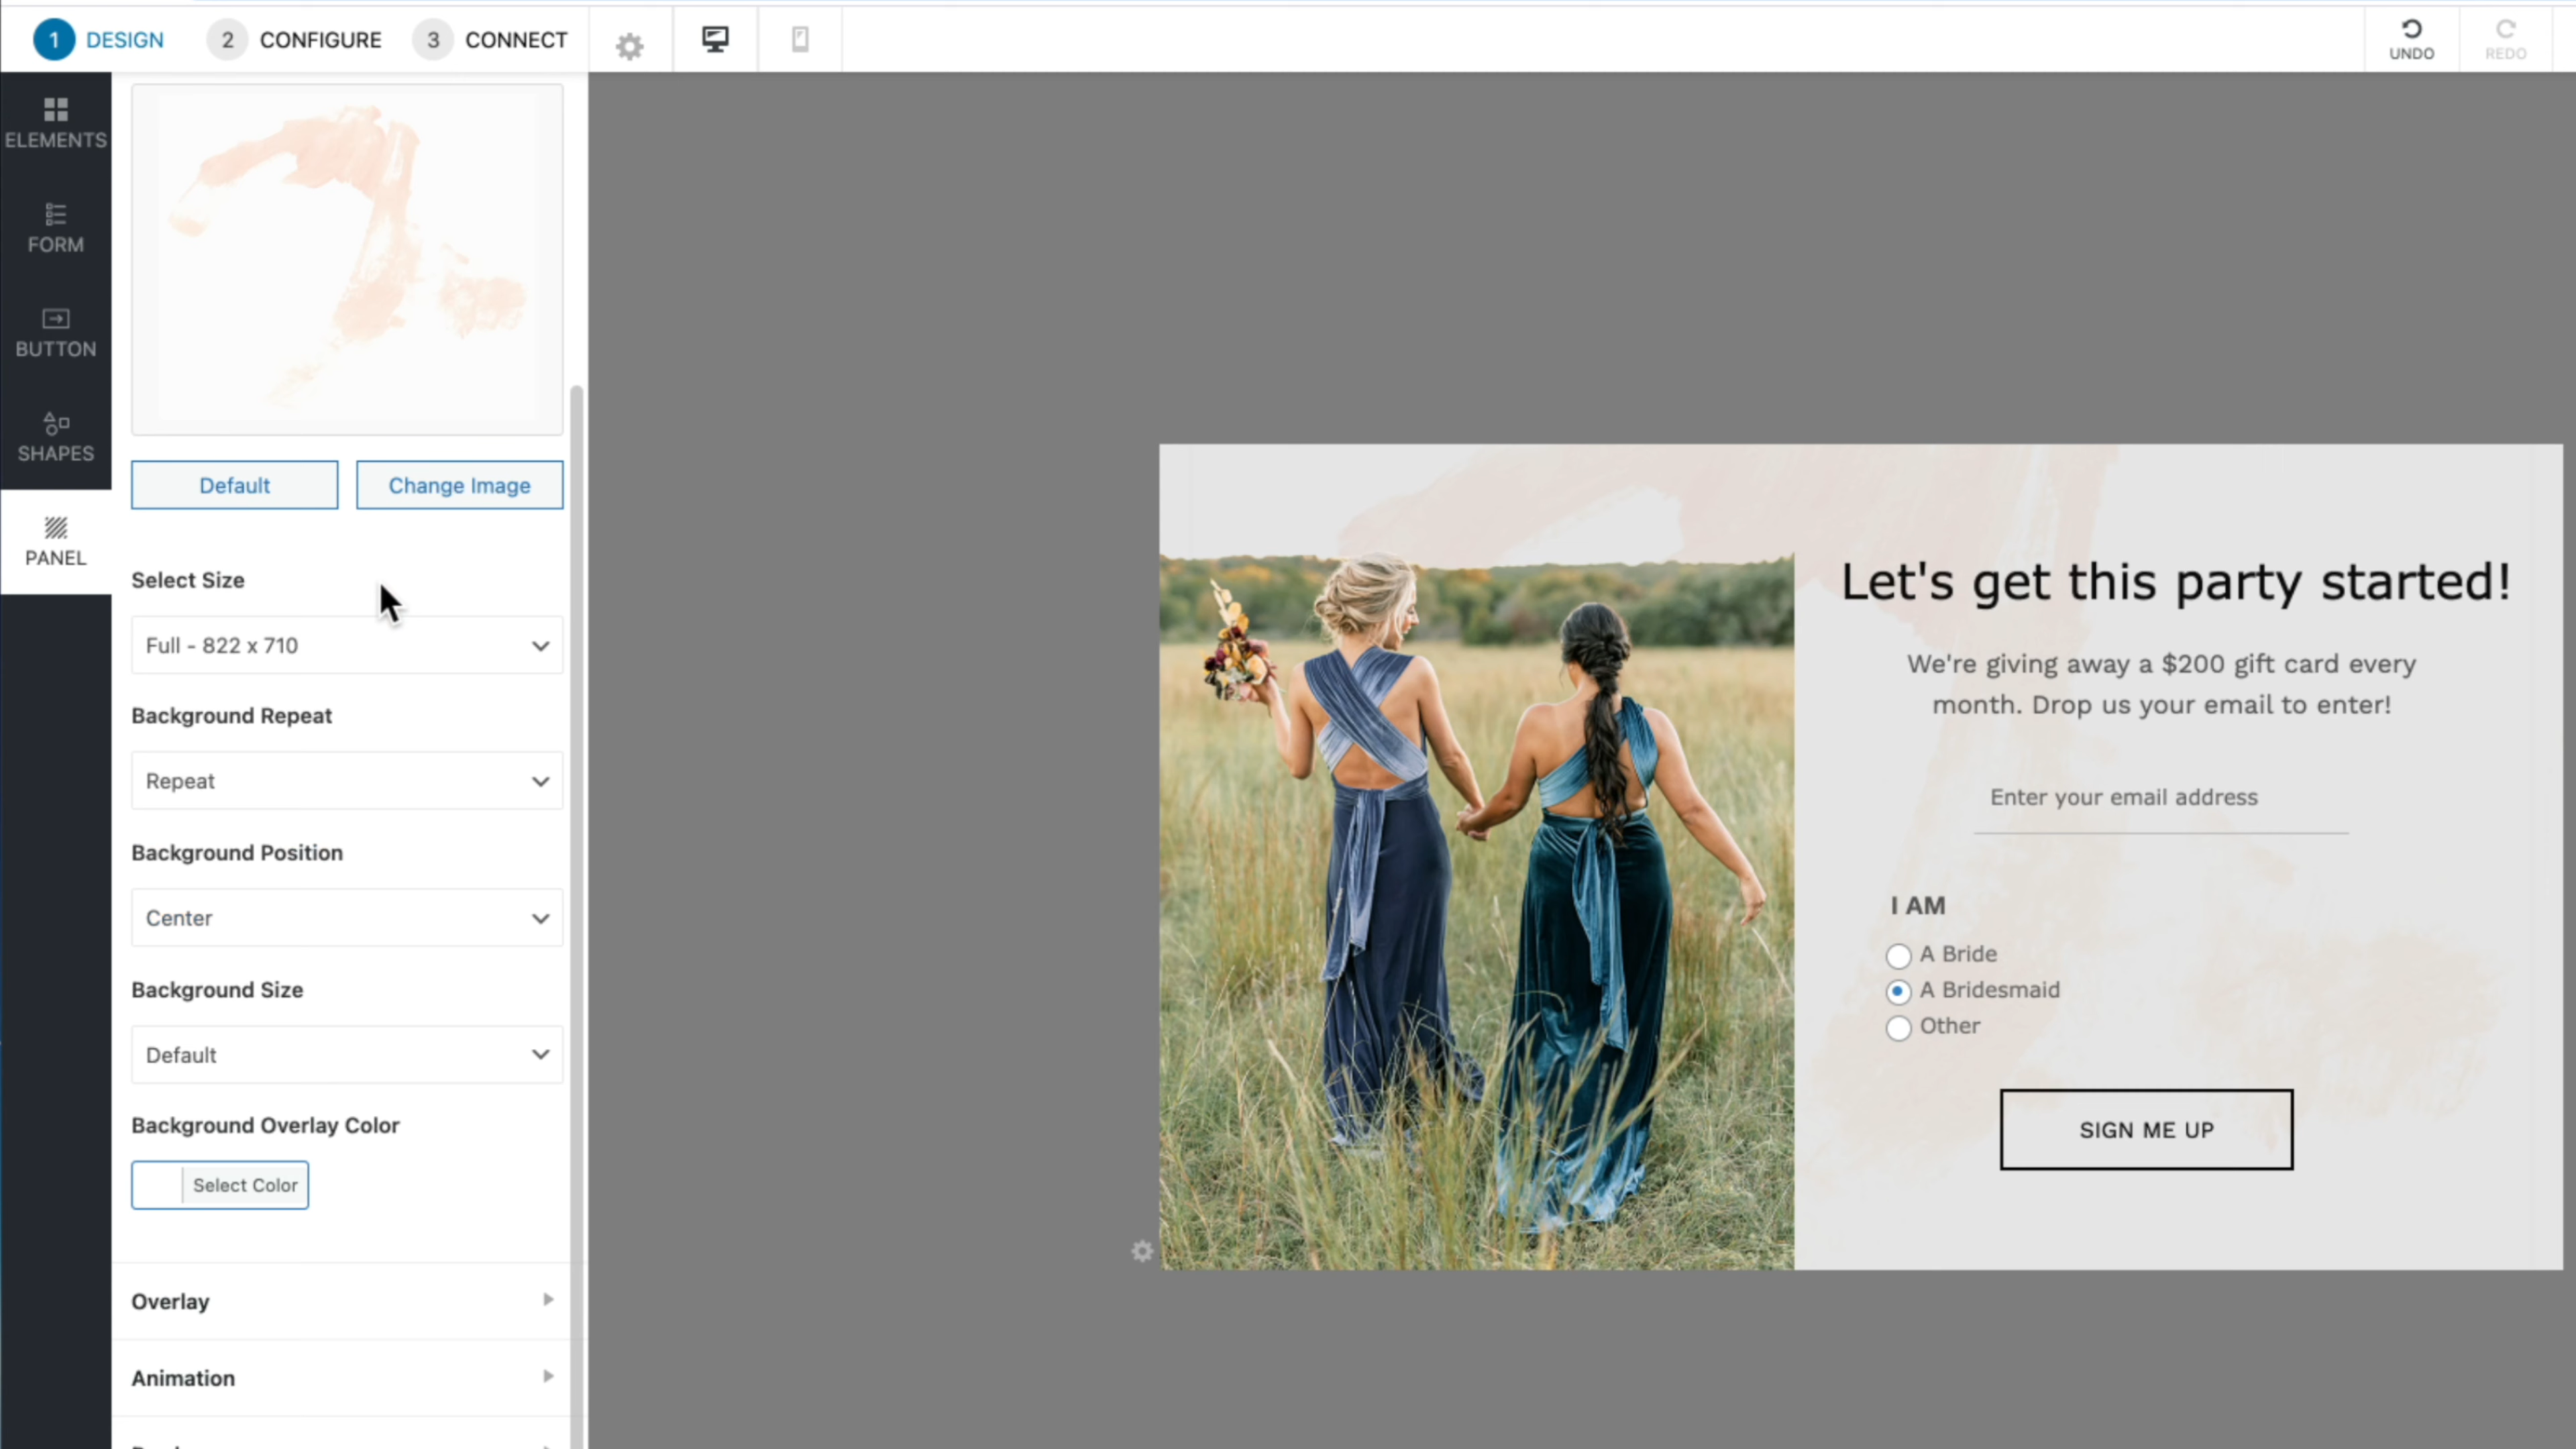 1 DESIGN 2 CONFIGURE 3 CONNECT
UNDO REDO
ELEMENTS
FORM
BUTTON
SHAPES
PANEL
Default Change Image
Select Size
Full - 822 x 710
Background Repeat
Repeat
Background Position
Center
Background Size
Default
Background Overlay Color
Select Color
Overlay
Animation
Let's get this party started!
We're giving away a $200 gift card every
month. Drop us your email to enter!
Enter your email address
I AM
A Bride
A Bridesmaid
Other
SIGN ME UP